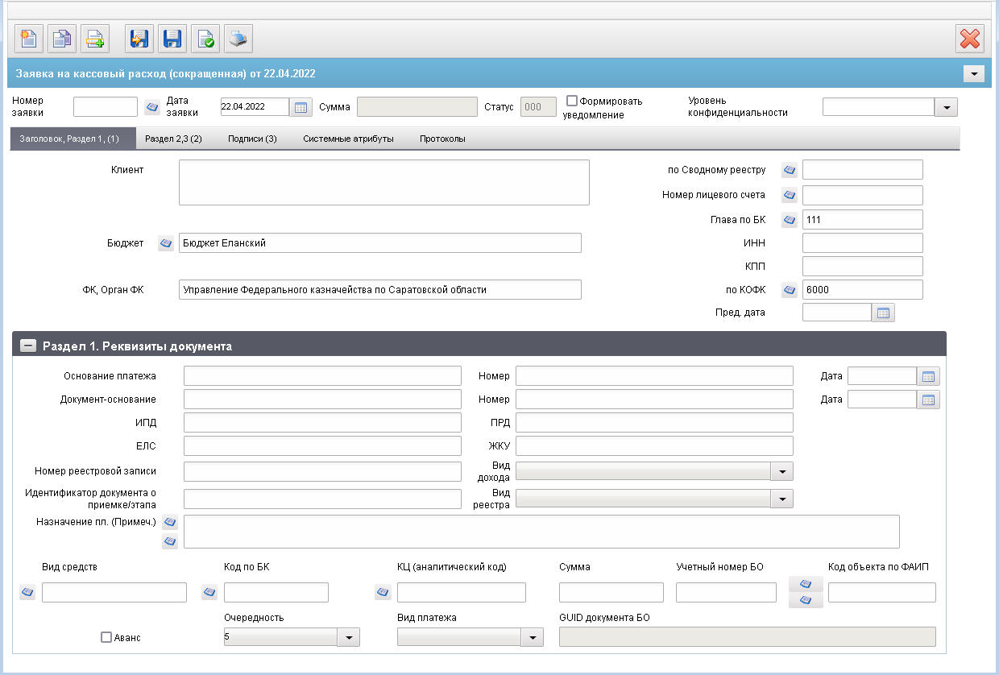 Заявка на кассовый расход (сокращенная) от 22.04.2022
Номер заявки Дата заявки 22.04.2022 Сумма Статус 000 Формировать уведомление Уровень конфиденциальности
Заголовок, Раздел 1, (1) Раздел 2,3 (2) Подписи (3) Системные атрибуты Протоколы
Клиент по Сводному реестру
Номер лицевого счета
Глава по БК 111
Бюджет Бюджет Еланский ИНН
КПП
ФК, Орган ФК Управление Федерального казначейства по Саратовской области по КОФК 6000
Пред. дата
Раздел 1. Реквизиты документа
Основание платежа Номер Дата
Документ-основание Номер Дата
ИПД ПРД
ЕЛС ЖКУ
Номер реестровой записи Вид дохода
Идентификатор документа о приемке/этапа Вид реестра
Назначение пл. (Примеч.)
Вид средств Код по БК КЦ (аналитический код) Сумма Учетный номер БО Код объекта по ФАИП
Очередность Вид платежа GUID документа БО
Аванс 5